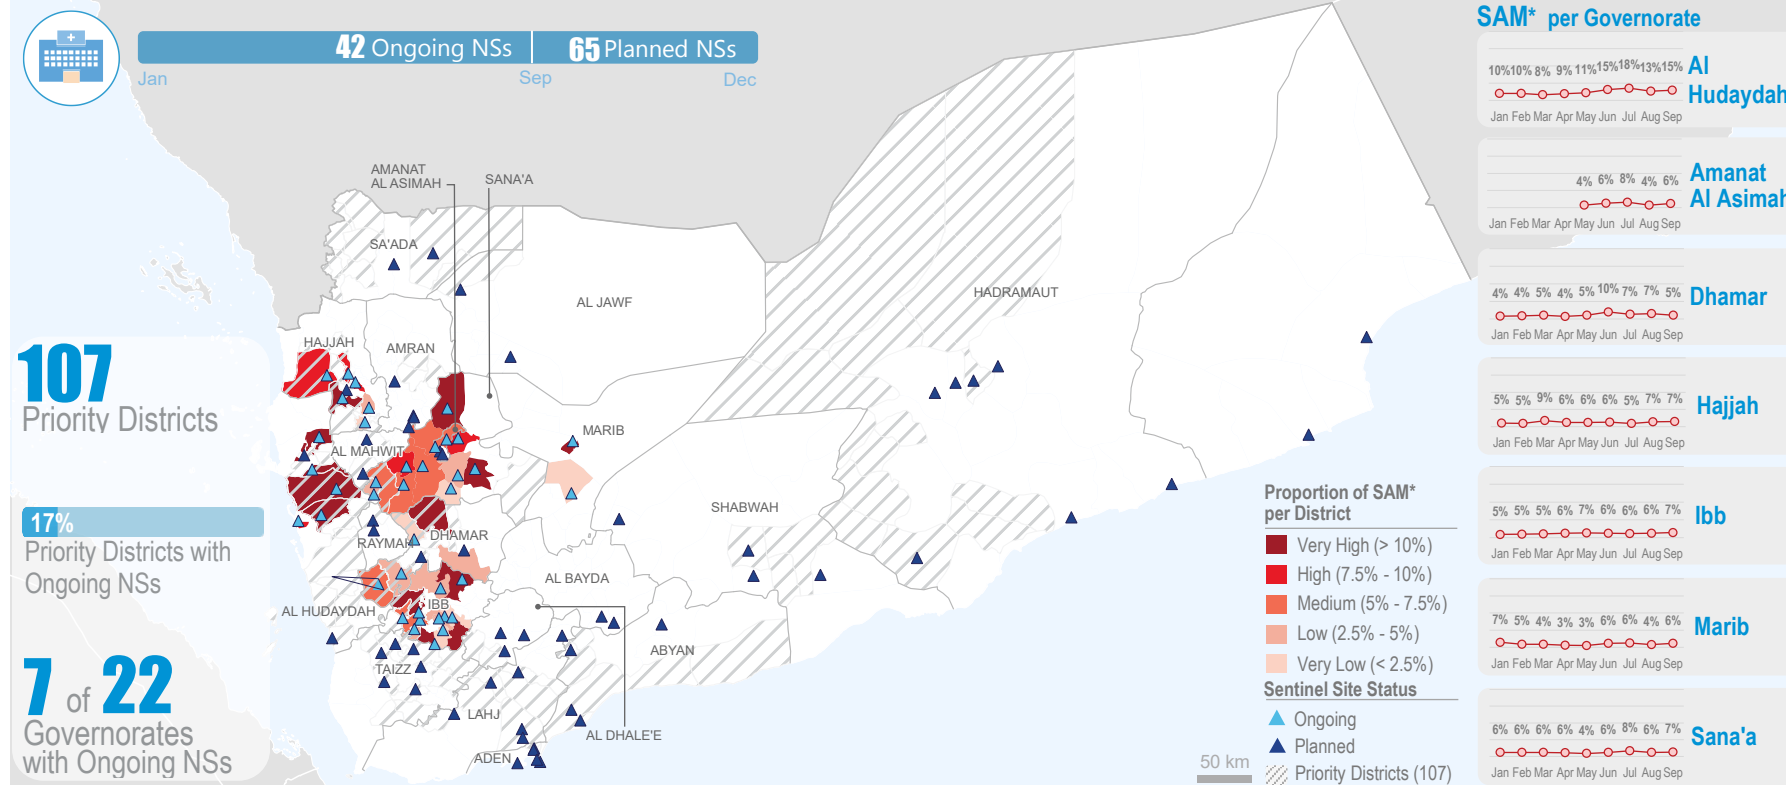 42 Ongoing NSs
65 Planned NSs
Jan
Sep
Dec
107
Priority Districts
17%
Priority Districts with
Ongoing NSs
7 of 22
Governorates
with Ongoing NSs
AMANAT
AL ASIMAH
SANA'A
SA'ADA
AL JAWF
HADRAMAUT
HAJJAH
AMRAN
MARIB
AL MAHWIT
SHABWAH
RAYMAH
DHAMAR
AL BAYDA
AL HUDAYDAH
IBB
ABYAN
TAIZZ
LAHJ
AL DHALE'E
ADEN
Proportion of SAM*
per District
Very High (> 10%)
High (7.5% - 10%)
Medium (5% - 7.5%)
Low (2.5% - 5%)
Very Low (< 2.5%)
Sentinel Site Status
Ongoing
Planned
Priority Districts (107)
50 km
SAM* per Governorate
10% 10% 8% 9% 11% 15% 18% 13% 15%
Al
Hudaydah
Jan Feb Mar Apr May Jun Jul Aug Sep
4% 6% 8% 4% 6%
Amanat
Al Asimah
Jan Feb Mar Apr May Jun Jul Aug Sep
4% 4% 5% 4% 5% 10% 7% 7% 5%
Dhamar
Jan Feb Mar Apr May Jun Jul Aug Sep
5% 5% 9% 6% 6% 6% 5% 7% 7%
Hajjah
Jan Feb Mar Apr May Jun Jul Aug Sep
5% 5% 5% 6% 7% 6% 6% 6% 7%
Ibb
Jan Feb Mar Apr May Jun Jul Aug Sep
7% 5% 4% 3% 3% 6% 6% 4% 6%
Marib
Jan Feb Mar Apr May Jun Jul Aug Sep
6% 6% 6% 6% 4% 6% 8% 6% 7%
Sana'a
Jan Feb Mar Apr May Jun Jul Aug Sep